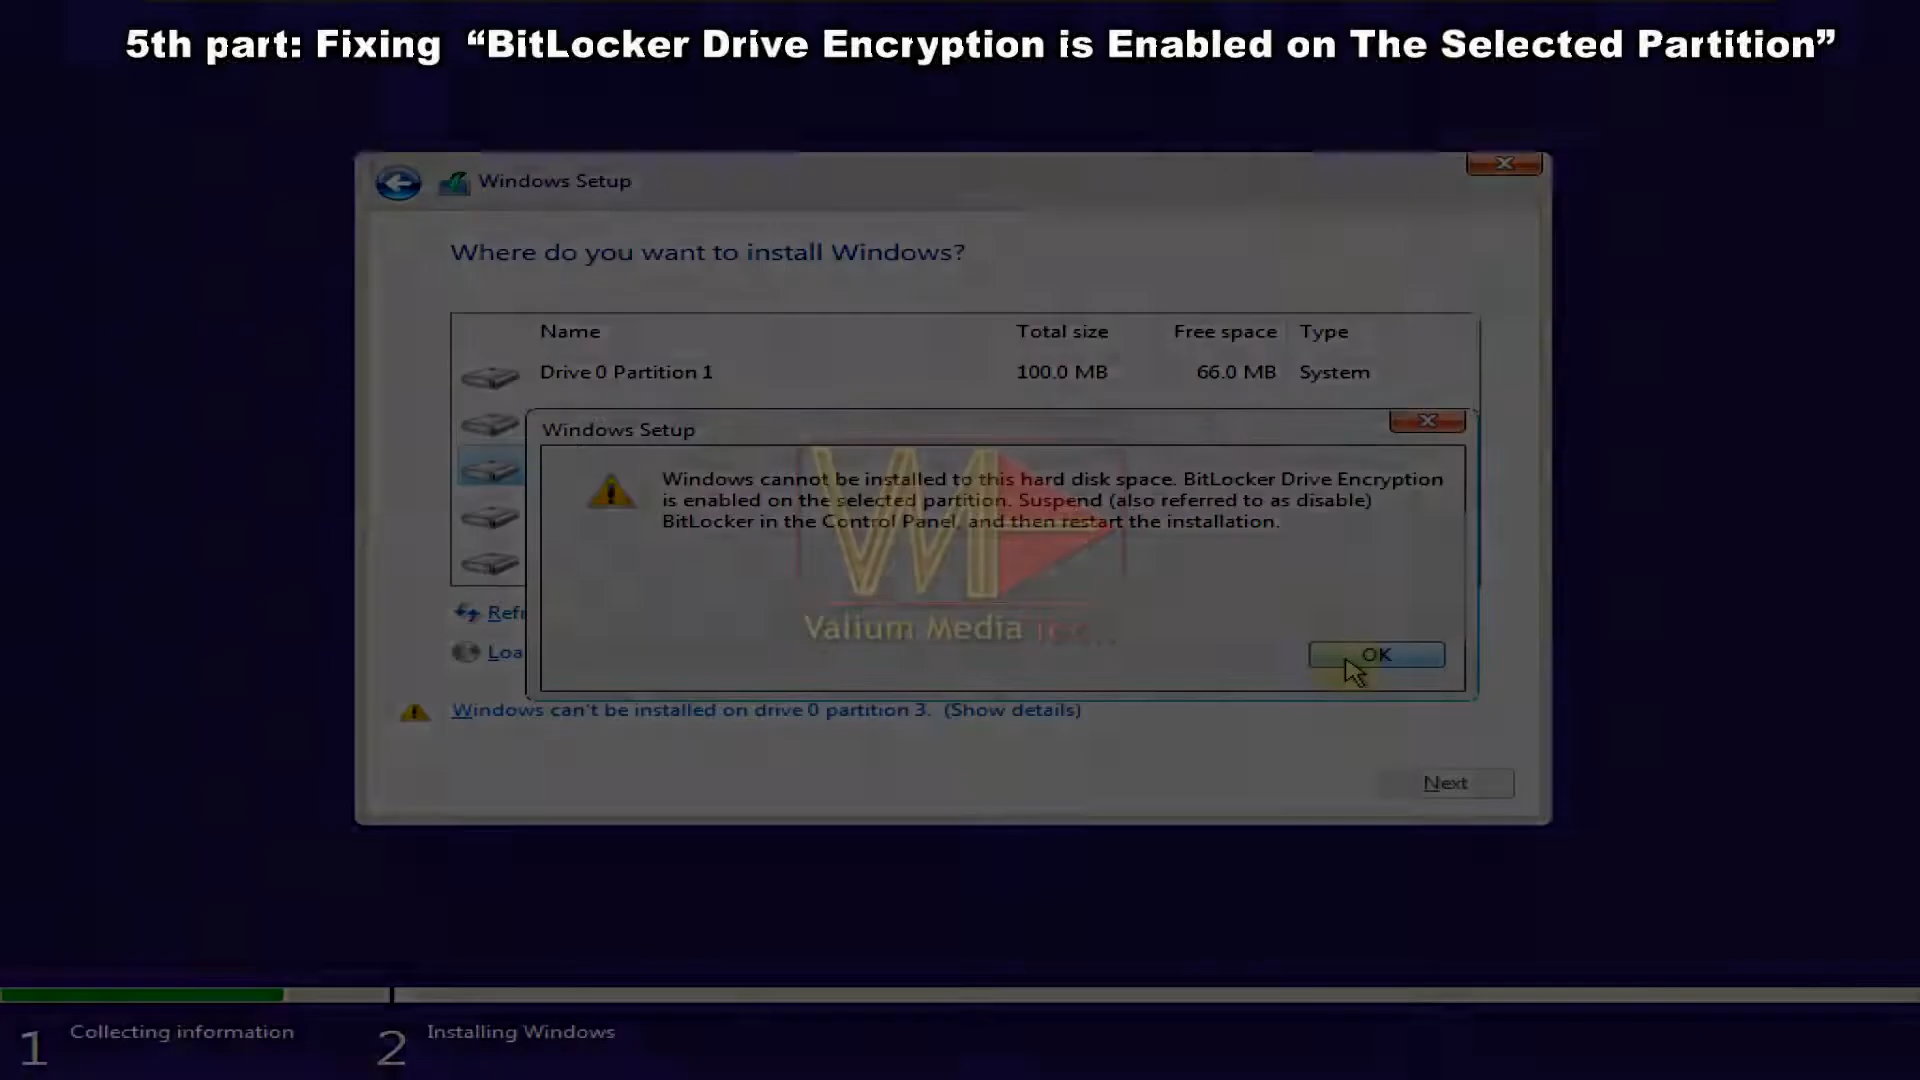 5th part: Fixing “BitLocker Drive Encryption is Enabled on The Selected Partition”
Windows Setup
Where do you want to install Windows?
Name Total size Free space Type
Drive 0 Partition 1 100.0 MB 66.0 MB System
Windows Setup
Windows cannot be installed to this hard disk space. BitLocker Drive Encryption
is enabled on the selected partition. Suspend (also referred to as disable)
BitLocker in the Control Panel, and then restart the installation.
Valium Media
OK
Refr
Loa
Windows can't be installed on drive 0 partition 3. (Show details)
Next
1 Collecting information
2 Installing Windows